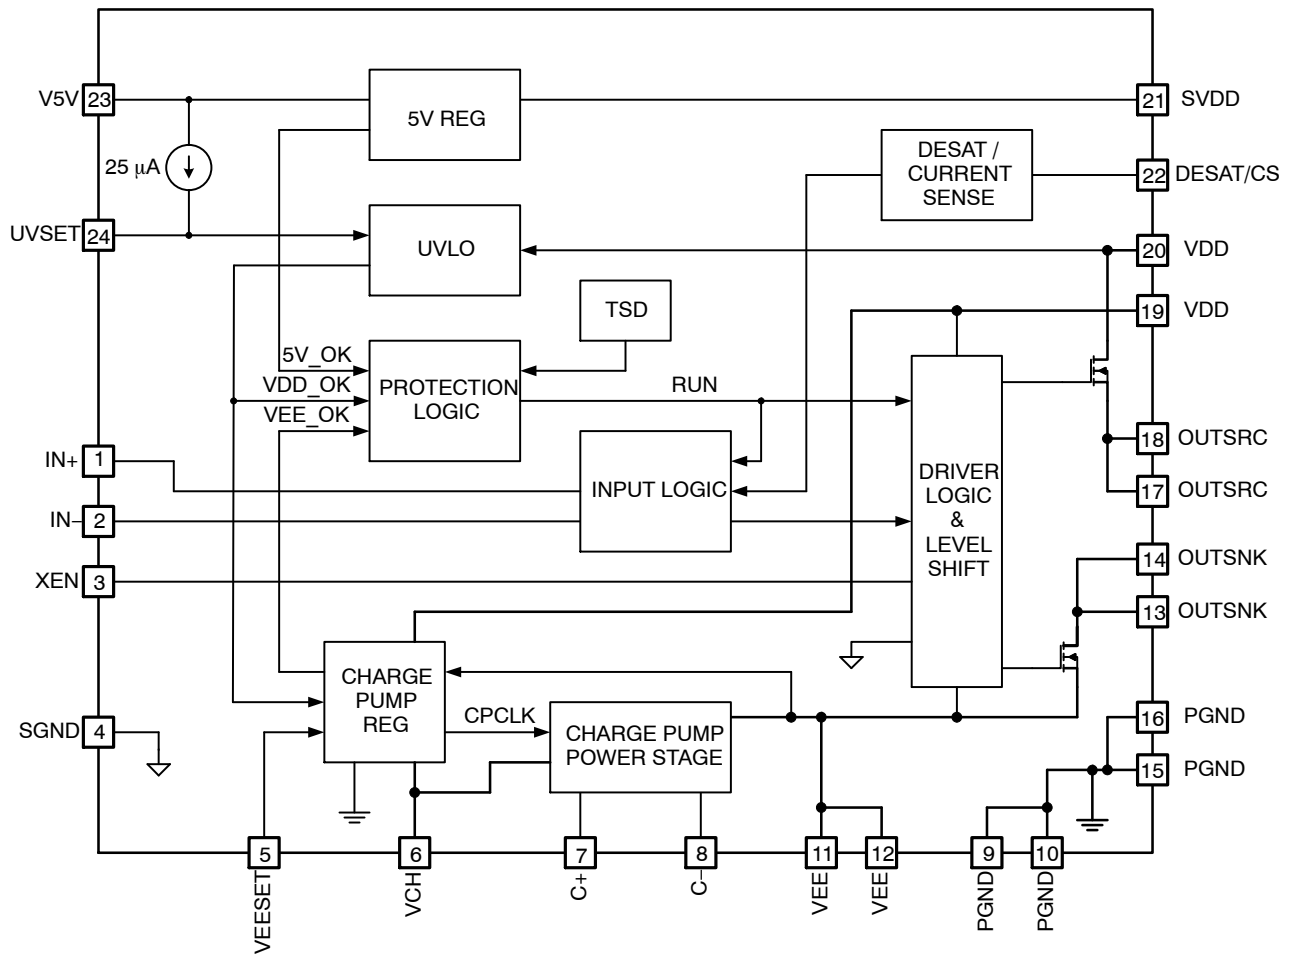 V5V
23
5V REG
21
SVDD
25 μA
DESAT /
CURRENT
SENSE
22
DESAT/CS
UVSET
24
UVLO
20
VDD
TSD
19
VDD
5V_OK
VDD_OK
VEE_OK
PROTECTION
LOGIC
RUN
18
OUTSRC
IN+
1
INPUT LOGIC
DRIVER
LOGIC
&
LEVEL
SHIFT
17
OUTSRC
IN–
2
14
OUTSNK
XEN
3
13
OUTSNK
CHARGE
PUMP
REG
CPCLK
CHARGE PUMP
POWER STAGE
SGND
4
16
PGND
15
PGND
5
6
7
8
11
12
9
10
VEESET
VCH
C+
C–
VEE
VEE
PGND
PGND